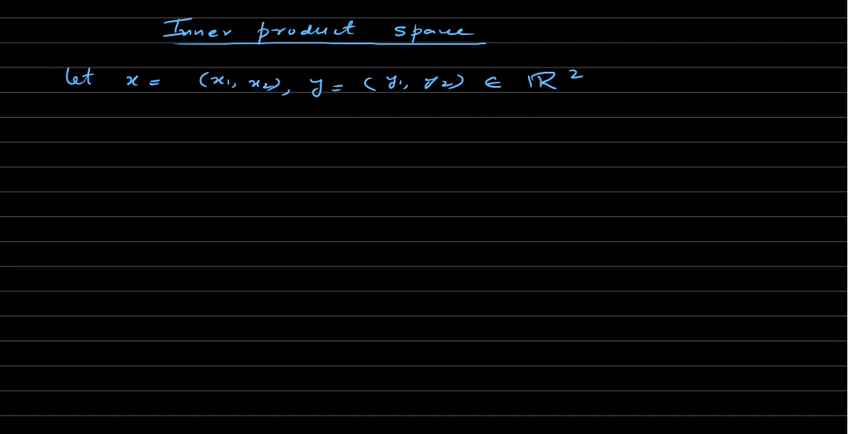 Inner product space
let x = (x₁, x₂), y = (y₁, y₂) ∈ ℝ²